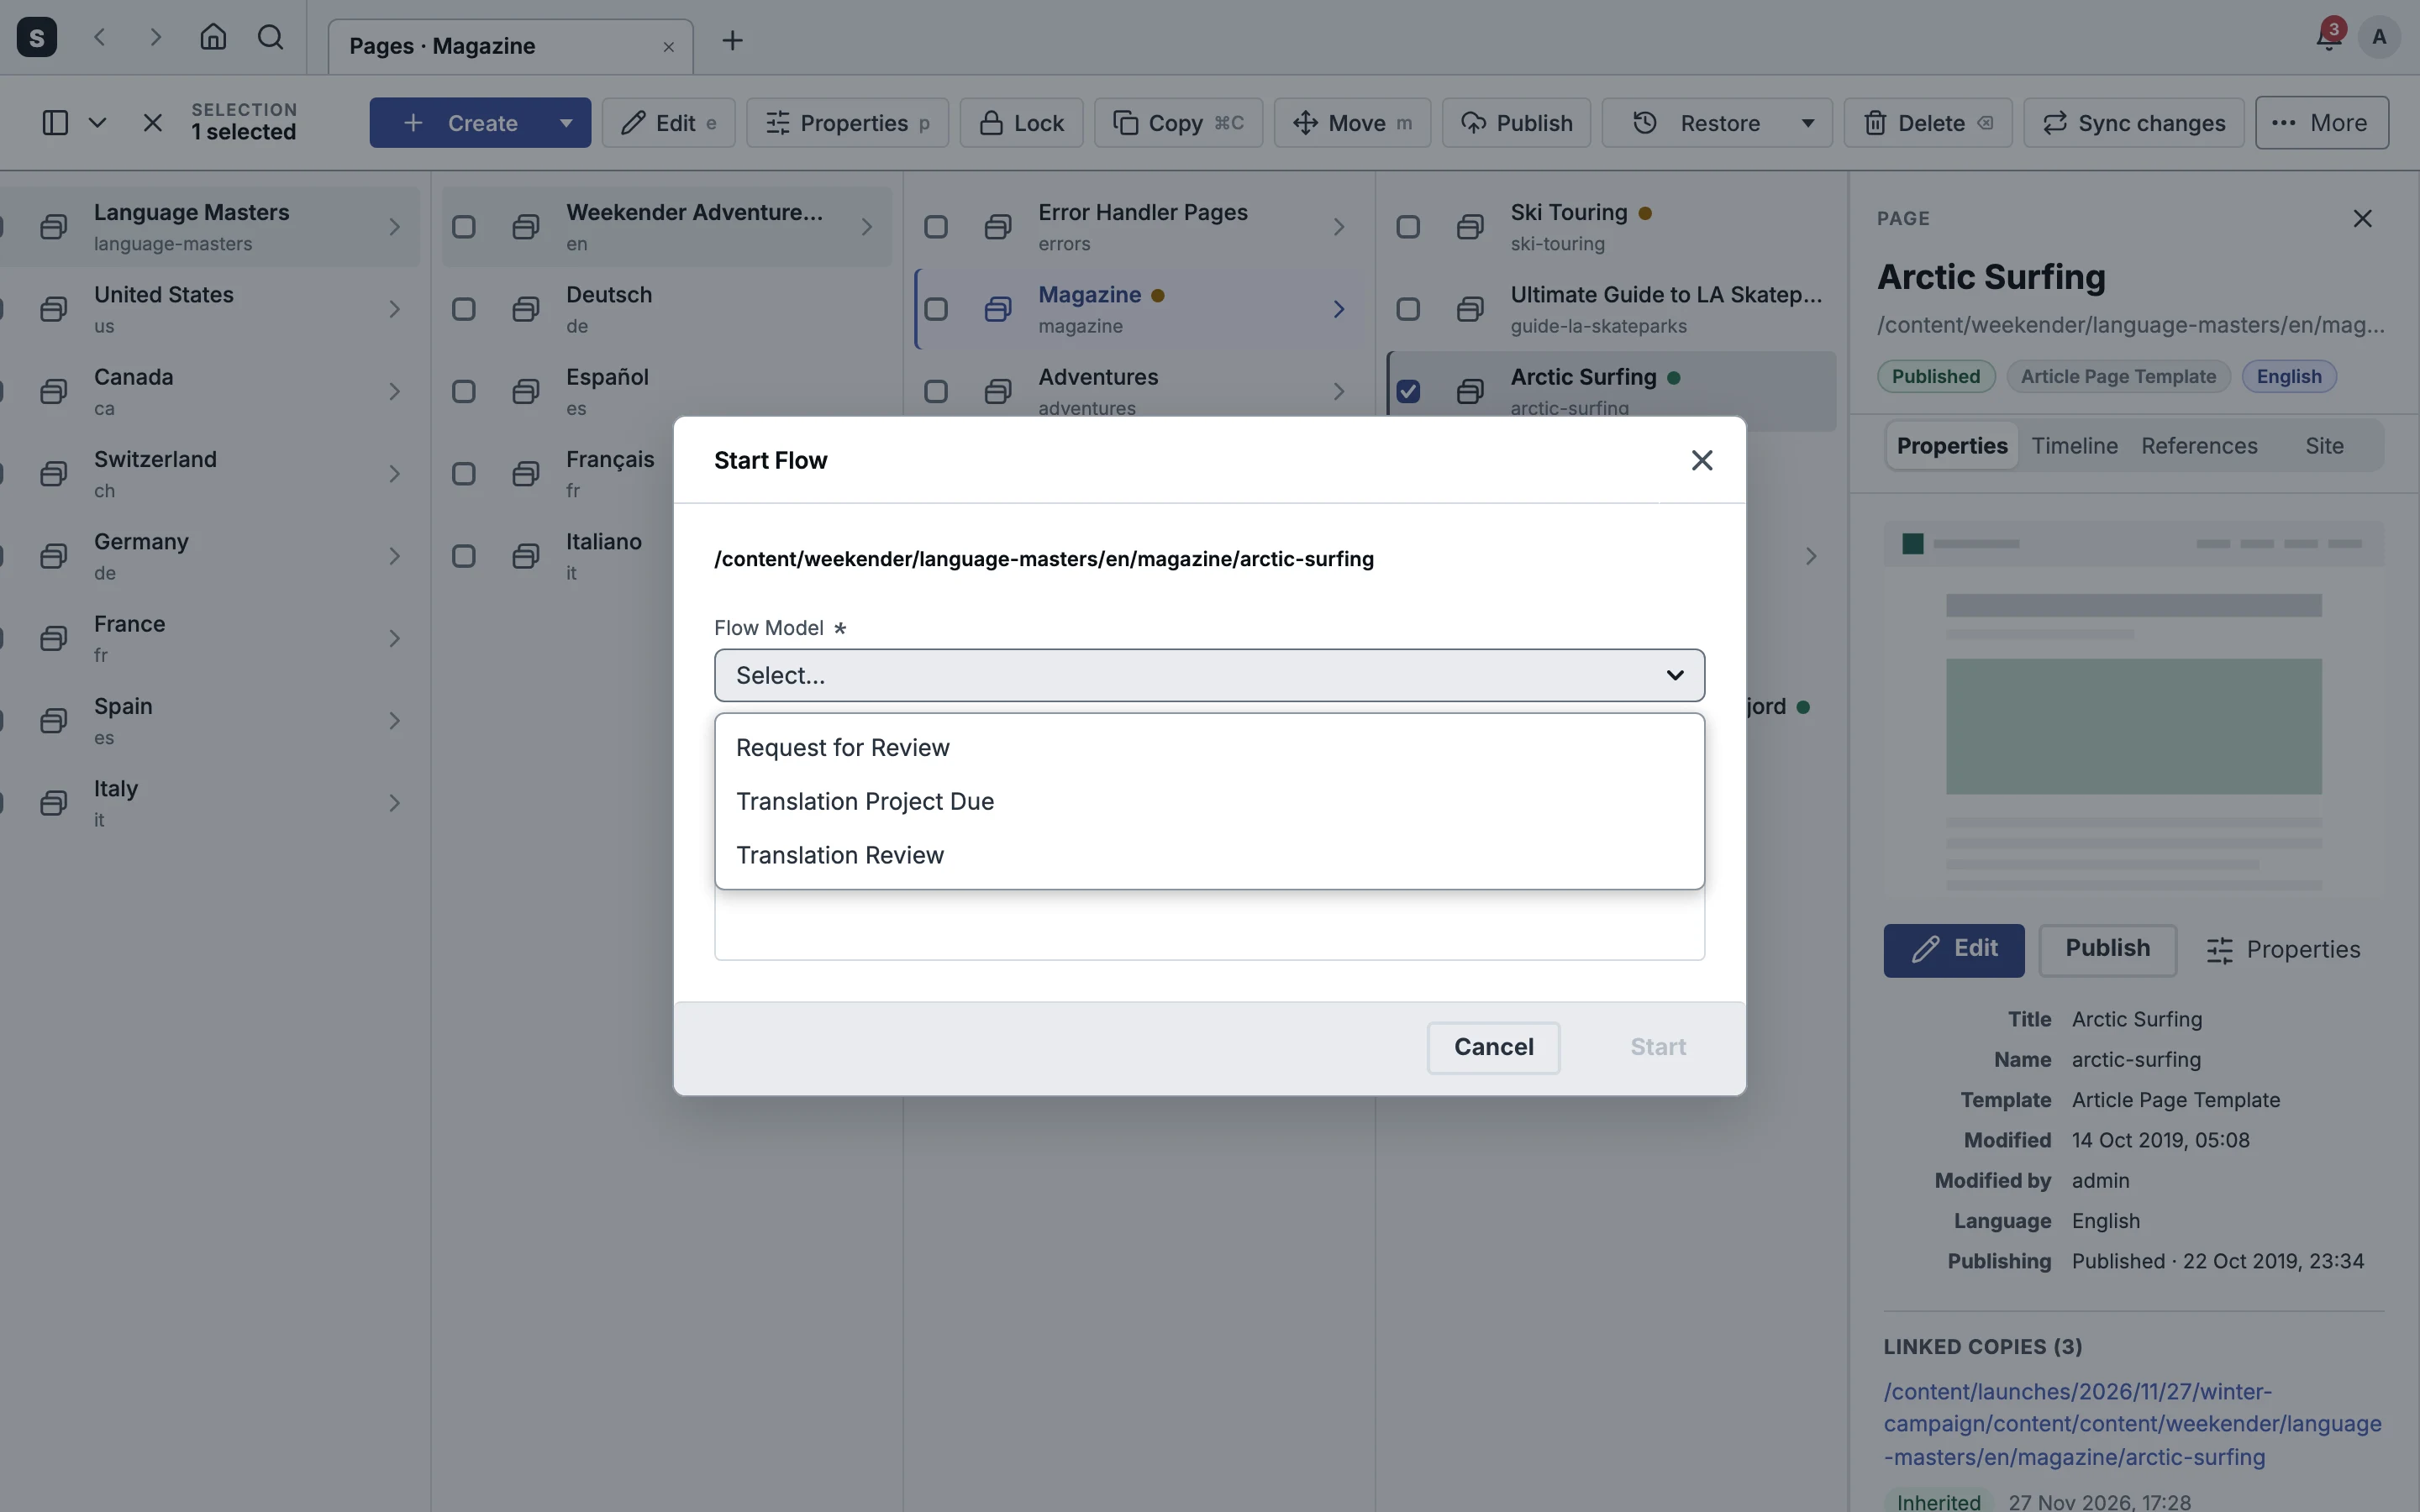 S
Pages · Magazine
3
A
SELECTION
1 selected
Create
Edit e
Properties p
Lock
Copy ⌘C
Move m
Publish
Restore
Delete
Sync changes
More
Language Masters
language-masters
United States
us
Canada
ca
Switzerland
ch
Germany
de
France
fr
Spain
es
Italy
it
Weekender Adventure...
en
Deutsch
de
Español
es
Français
fr
Italiano
it
Error Handler Pages
errors
Magazine
magazine
Adventures
adventures
Ski Touring
ski-touring
Ultimate Guide to LA Skatep...
guide-la-skateparks
Arctic Surfing
arctic-surfing
jord
Start Flow
/content/weekender/language-masters/en/magazine/arctic-surfing
Flow Model *
Select...
Request for Review
Translation Project Due
Translation Review
Cancel
Start
PAGE
Arctic Surfing
/content/weekender/language-masters/en/mag...
Published
Article Page Template
English
Properties
Timeline
References
Site
Edit
Publish
Properties
Title Arctic Surfing
Name arctic-surfing
Template Article Page Template
Modified 14 Oct 2019, 05:08
Modified by admin
Language English
Publishing Published · 22 Oct 2019, 23:34
LINKED COPIES (3)
/content/launches/2026/11/27/winter-
campaign/content/content/weekender/language
-masters/en/magazine/arctic-surfing
Inherited 27 Nov 2026, 17:28